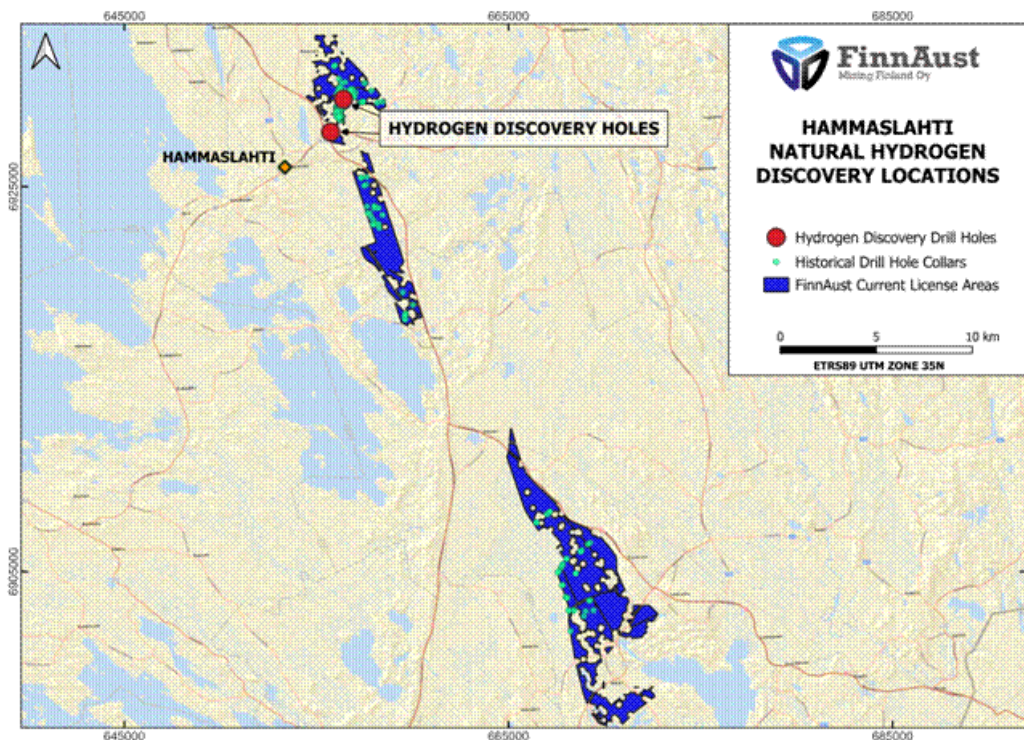 645000
665000
685000
FinnAust
Mining Finland Oy
HAMMASLAHTI
NATURAL HYDROGEN
DISCOVERY LOCATIONS
Hydrogen Discovery Drill Holes
Historical Drill Hole Collars
FinnAust Current License Areas
0 5 10 km
ETRS89 UTM ZONE 35N
HYDROGEN DISCOVERY HOLES
HAMMASLAHTI
6925000
6905000
645000
665000
685000